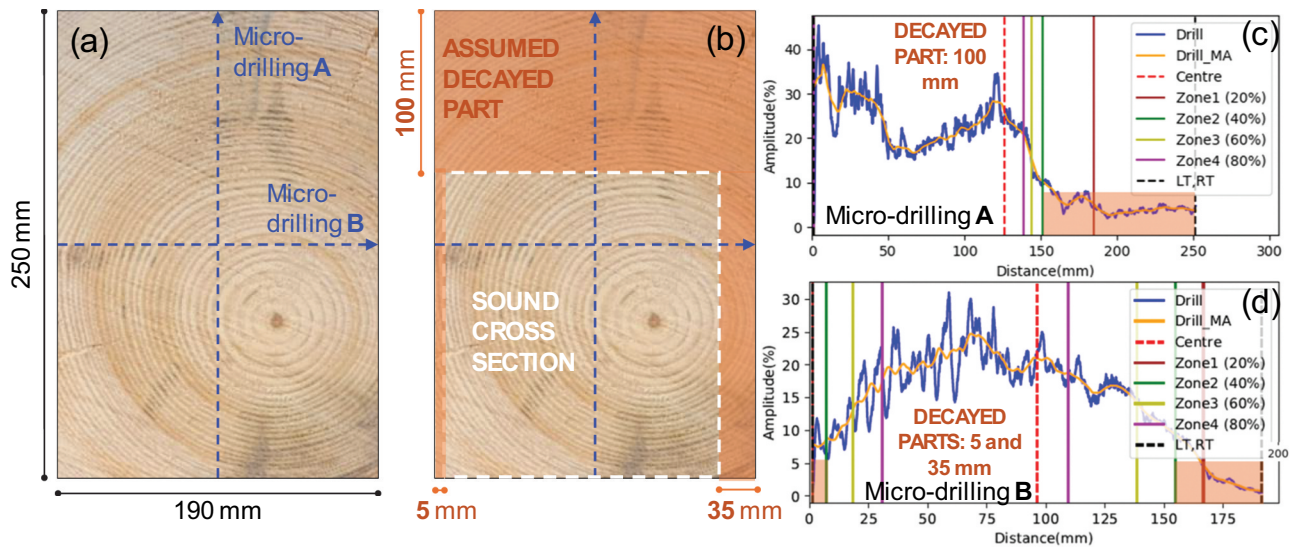 (a)
Micro-
drilling A
Micro-
drilling B
250 mm
190 mm
(b)
ASSUMED
DECAYED
PART
100 mm
SOUND
CROSS
SECTION
5 mm
35 mm
(c)
DECAYED
PART: 100
mm
Drill
Drill_MA
Centre
Zone1 (20%)
Zone2 (40%)
Zone3 (60%)
Zone4 (80%)
LT,RT
Micro-drilling A
Amplitude(%)
40
30
20
10
0
0 50 100 150 200 250 300
Distance(mm)
(d)
Drill
Drill_MA
Centre
Zone1 (20%)
Zone2 (40%)
Zone3 (60%)
Zone4 (80%)
LT,RT
200
DECAYED
PARTS: 5 and
35 mm
Micro-drilling B
Amplitude(%)
30
25
20
15
10
5
0
0 25 50 75 100 125 150 175
Distance(mm)